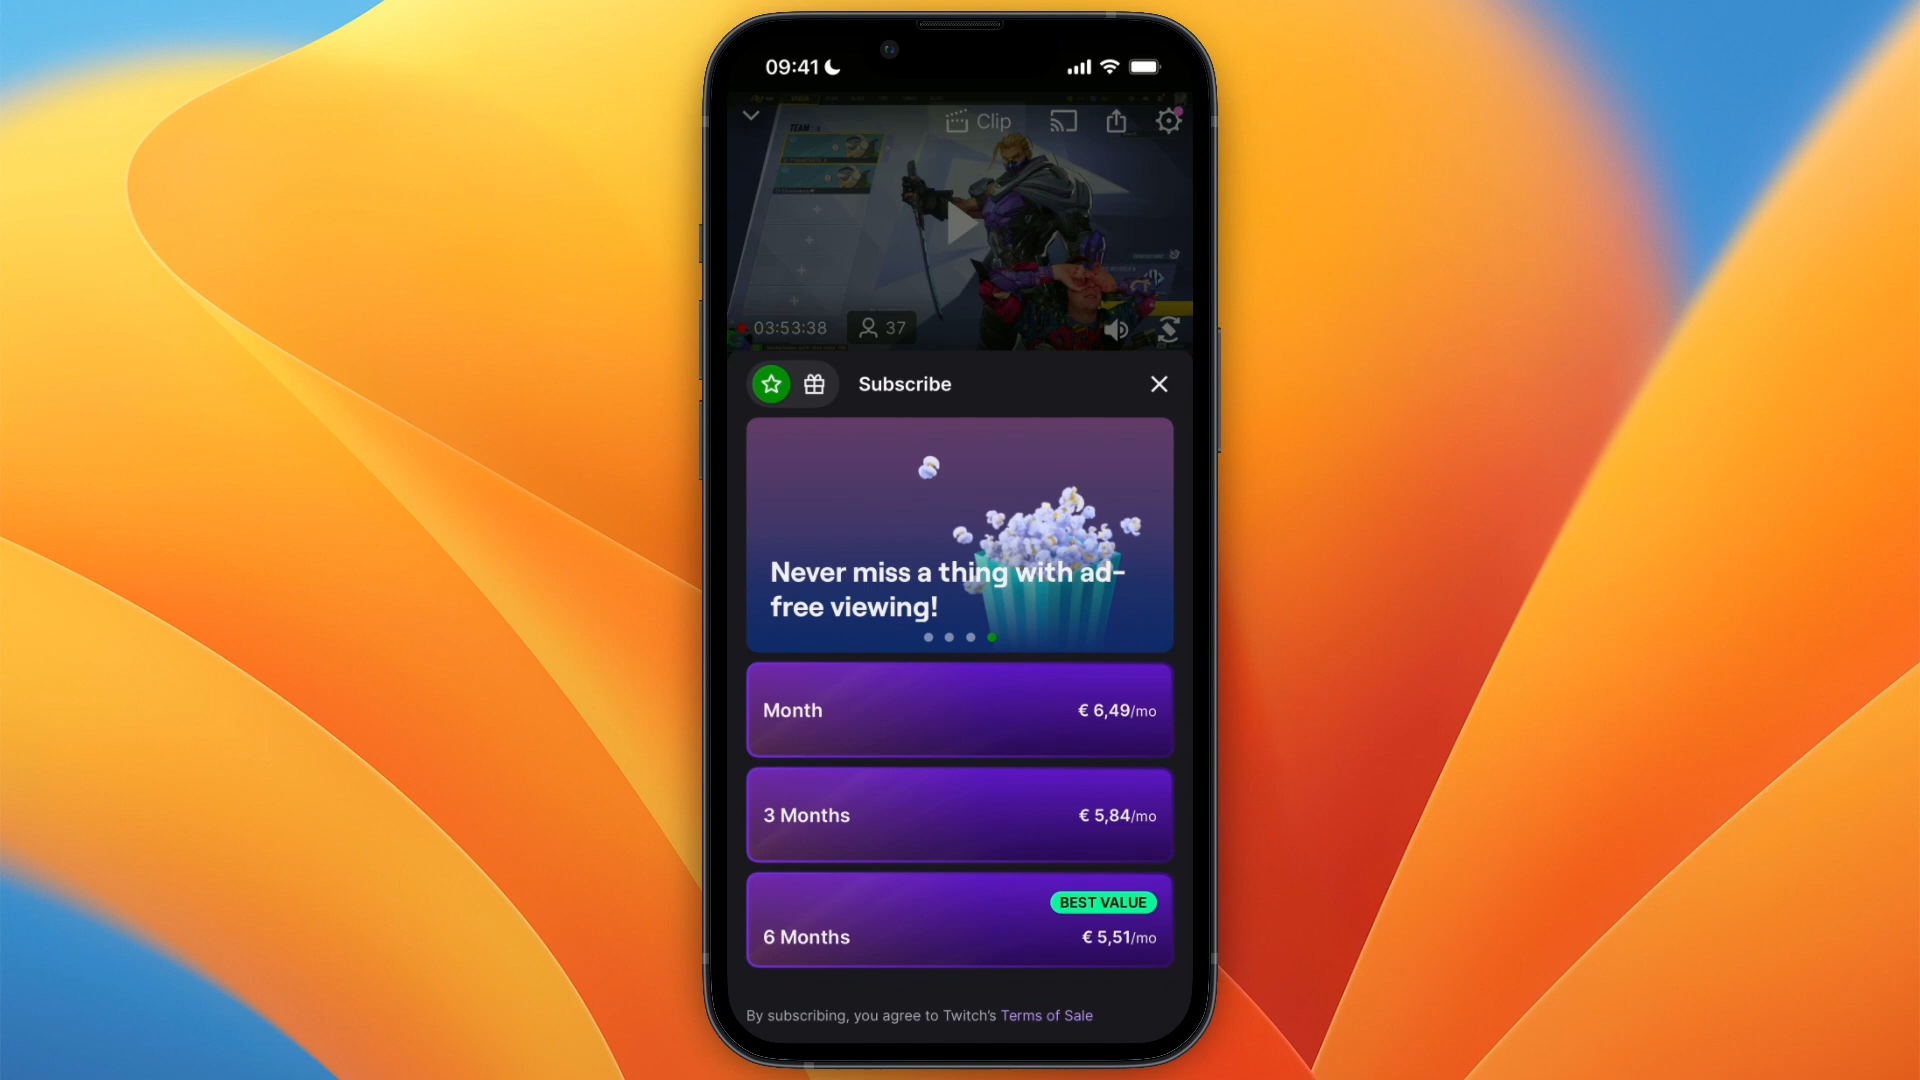 09:41
Clip
TEAM
03:53:38
37
Subscribe
Never miss a thing with ad-
free viewing!
Month
€ 6,49/mo
3 Months
€ 5,84/mo
BEST VALUE
6 Months
€ 5,51/mo
By subscribing, you agree to Twitch's Terms of Sale